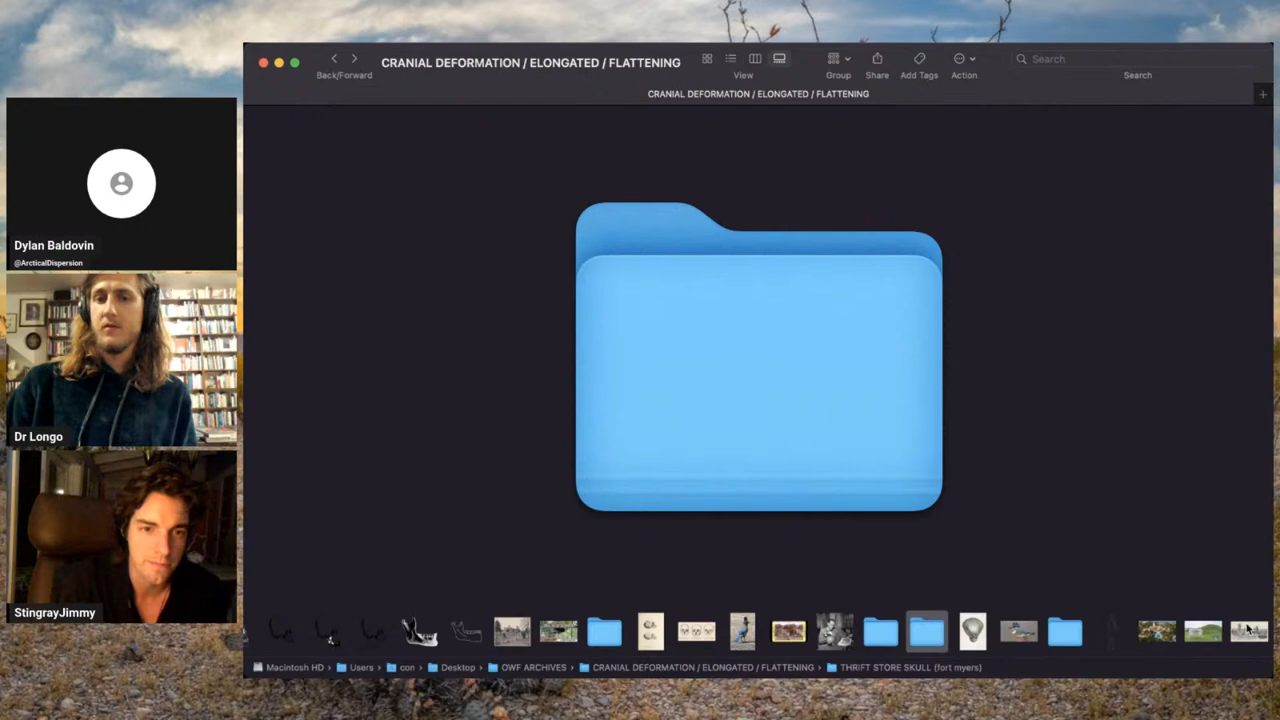 CRANIAL DEFORMATION / ELONGATED / FLATTENING
Back/Forward
View
Group
Share
Add Tags
Action
Search
Search
CRANIAL DEFORMATION / ELONGATED / FLATTENING
Dylan Baldovin
@ArcticalDispersion
Dr Longo
StingrayJimmy
Macintosh HD › Users › con › Desktop › OWF ARCHIVES › CRANIAL DEFORMATION / ELONGATED / FLATTENING › THRIFT STORE SKULL (fort myers)